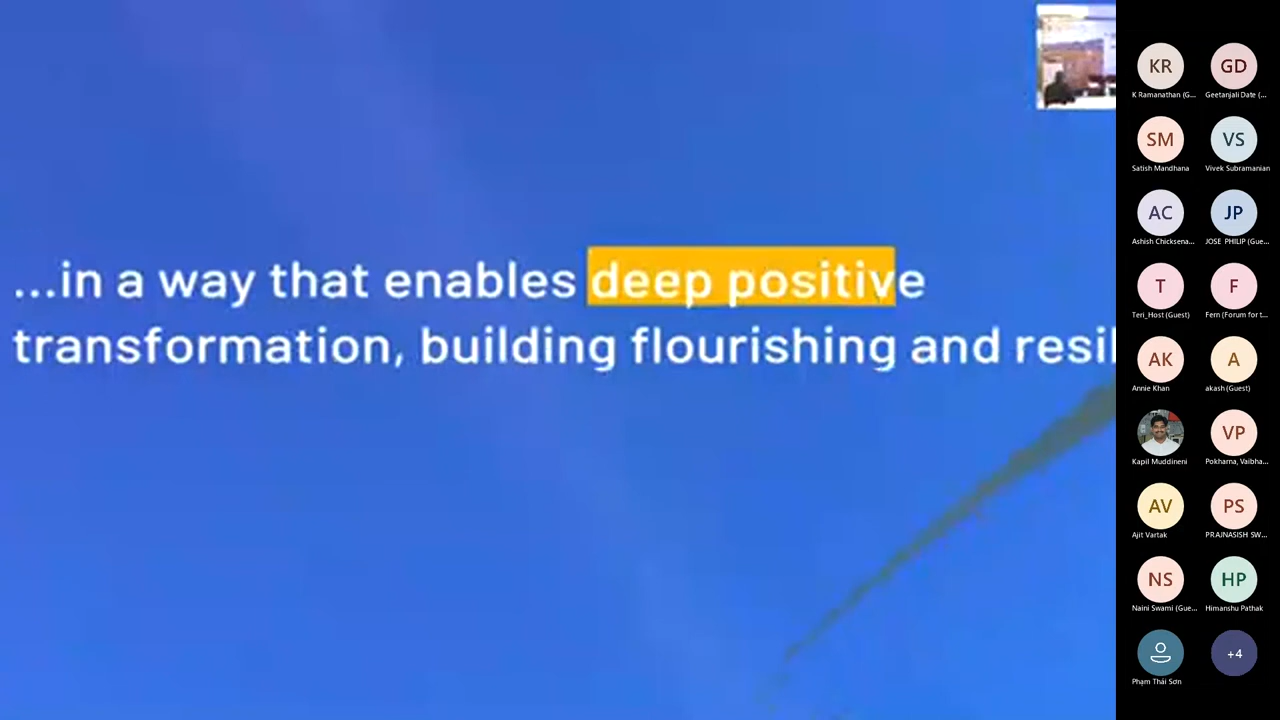 ...in a way that enables deep positive
transformation, building flourishing and resil
KR
GD
K Ramanathan (G...
Geetanjali Date (...
SM
VS
Satish Mandhana
Vivek Subramanian
AC
JP
Ashish Chicksena...
JOSE PHILIP (Gue...
T
F
Teri_Host (Guest)
Fern (Forum for t...
AK
A
Annie Khan
akash (Guest)
VP
Kapil Muddineni
Pokharna, Vaibha...
AV
PS
Ajit Vartak
PRAJNASISH SW...
NS
HP
Naini Swami (Gue...
Himanshu Pathak
+4
Phạm Thái Sơn